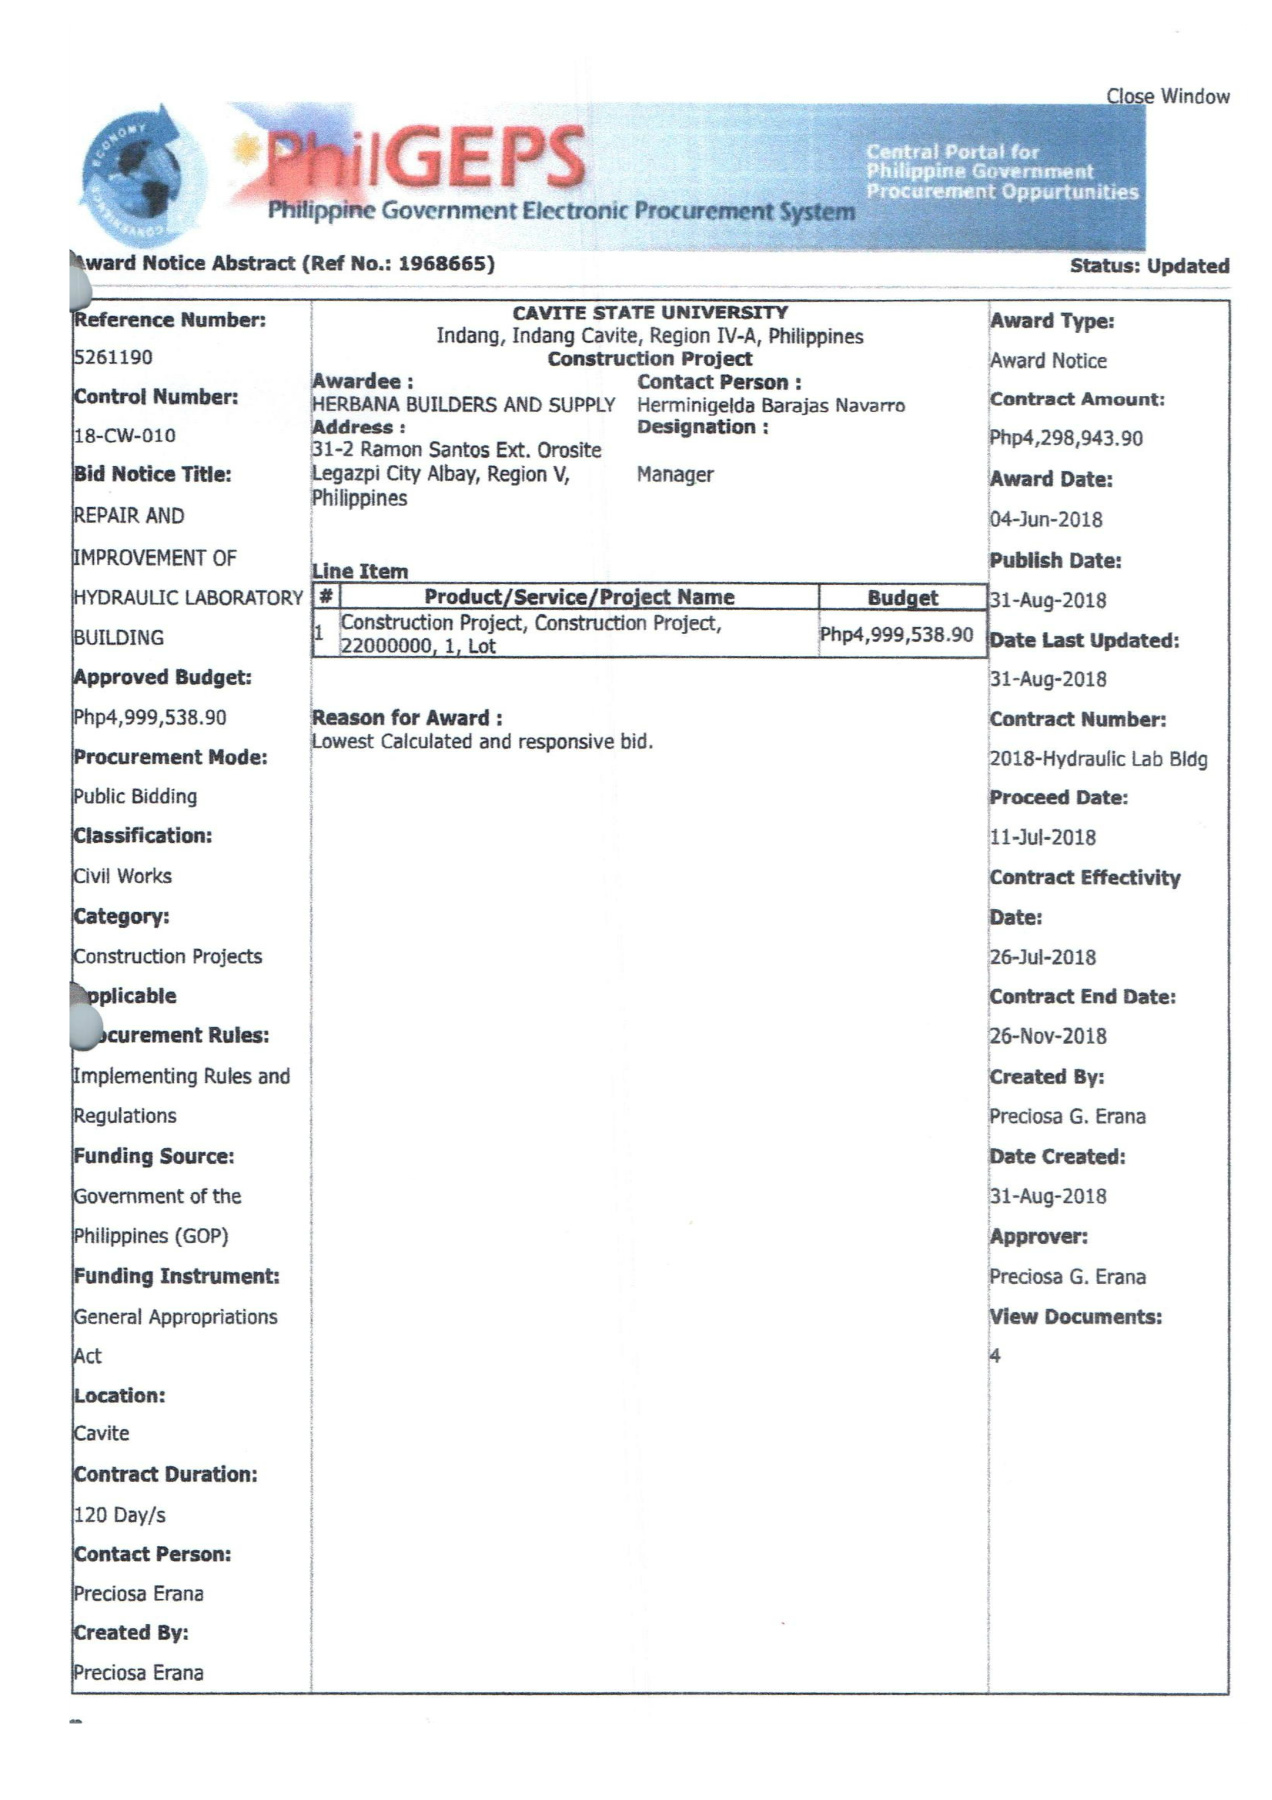 Close Window
ECONOMY
CONVENIENCE
PhilGEPS
Philippine Government Electronic Procurement System
Central Portal for
Philippine Government
Procurement Oppurtunities
Award Notice Abstract (Ref No.: 1968665)
Status: Updated
Reference Number:
5261190
Control Number:
18-CW-010
Bid Notice Title:
REPAIR AND
IMPROVEMENT OF
HYDRAULIC LABORATORY
BUILDING
Approved Budget:
Php4,999,538.90
Procurement Mode:
Public Bidding
Classification:
Civil Works
Category:
Construction Projects
Applicable
Procurement Rules:
Implementing Rules and
Regulations
Funding Source:
Government of the
Philippines (GOP)
Funding Instrument:
General Appropriations
Act
Location:
Cavite
Contract Duration:
120 Day/s
Contact Person:
Preciosa Erana
Created By:
Preciosa Erana
CAVITE STATE UNIVERSITY
Indang, Indang Cavite, Region IV-A, Philippines
Construction Project
Awardee : Contact Person :
HERBANA BUILDERS AND SUPPLY Herminigelda Barajas Navarro
Address : Designation :
31-2 Ramon Santos Ext. Orosite
Legazpi City Albay, Region V, Manager
Philippines
Line Item
# Product/Service/Project Name Budget
1 Construction Project, Construction Project, Php4,999,538.90
22000000, 1, Lot
Reason for Award :
Lowest Calculated and responsive bid.
Award Type:
Award Notice
Contract Amount:
Php4,298,943.90
Award Date:
04-Jun-2018
Publish Date:
31-Aug-2018
Date Last Updated:
31-Aug-2018
Contract Number:
2018-Hydraulic Lab Bldg
Proceed Date:
11-Jul-2018
Contract Effectivity
Date:
26-Jul-2018
Contract End Date:
26-Nov-2018
Created By:
Preciosa G. Erana
Date Created:
31-Aug-2018
Approver:
Preciosa G. Erana
View Documents:
4